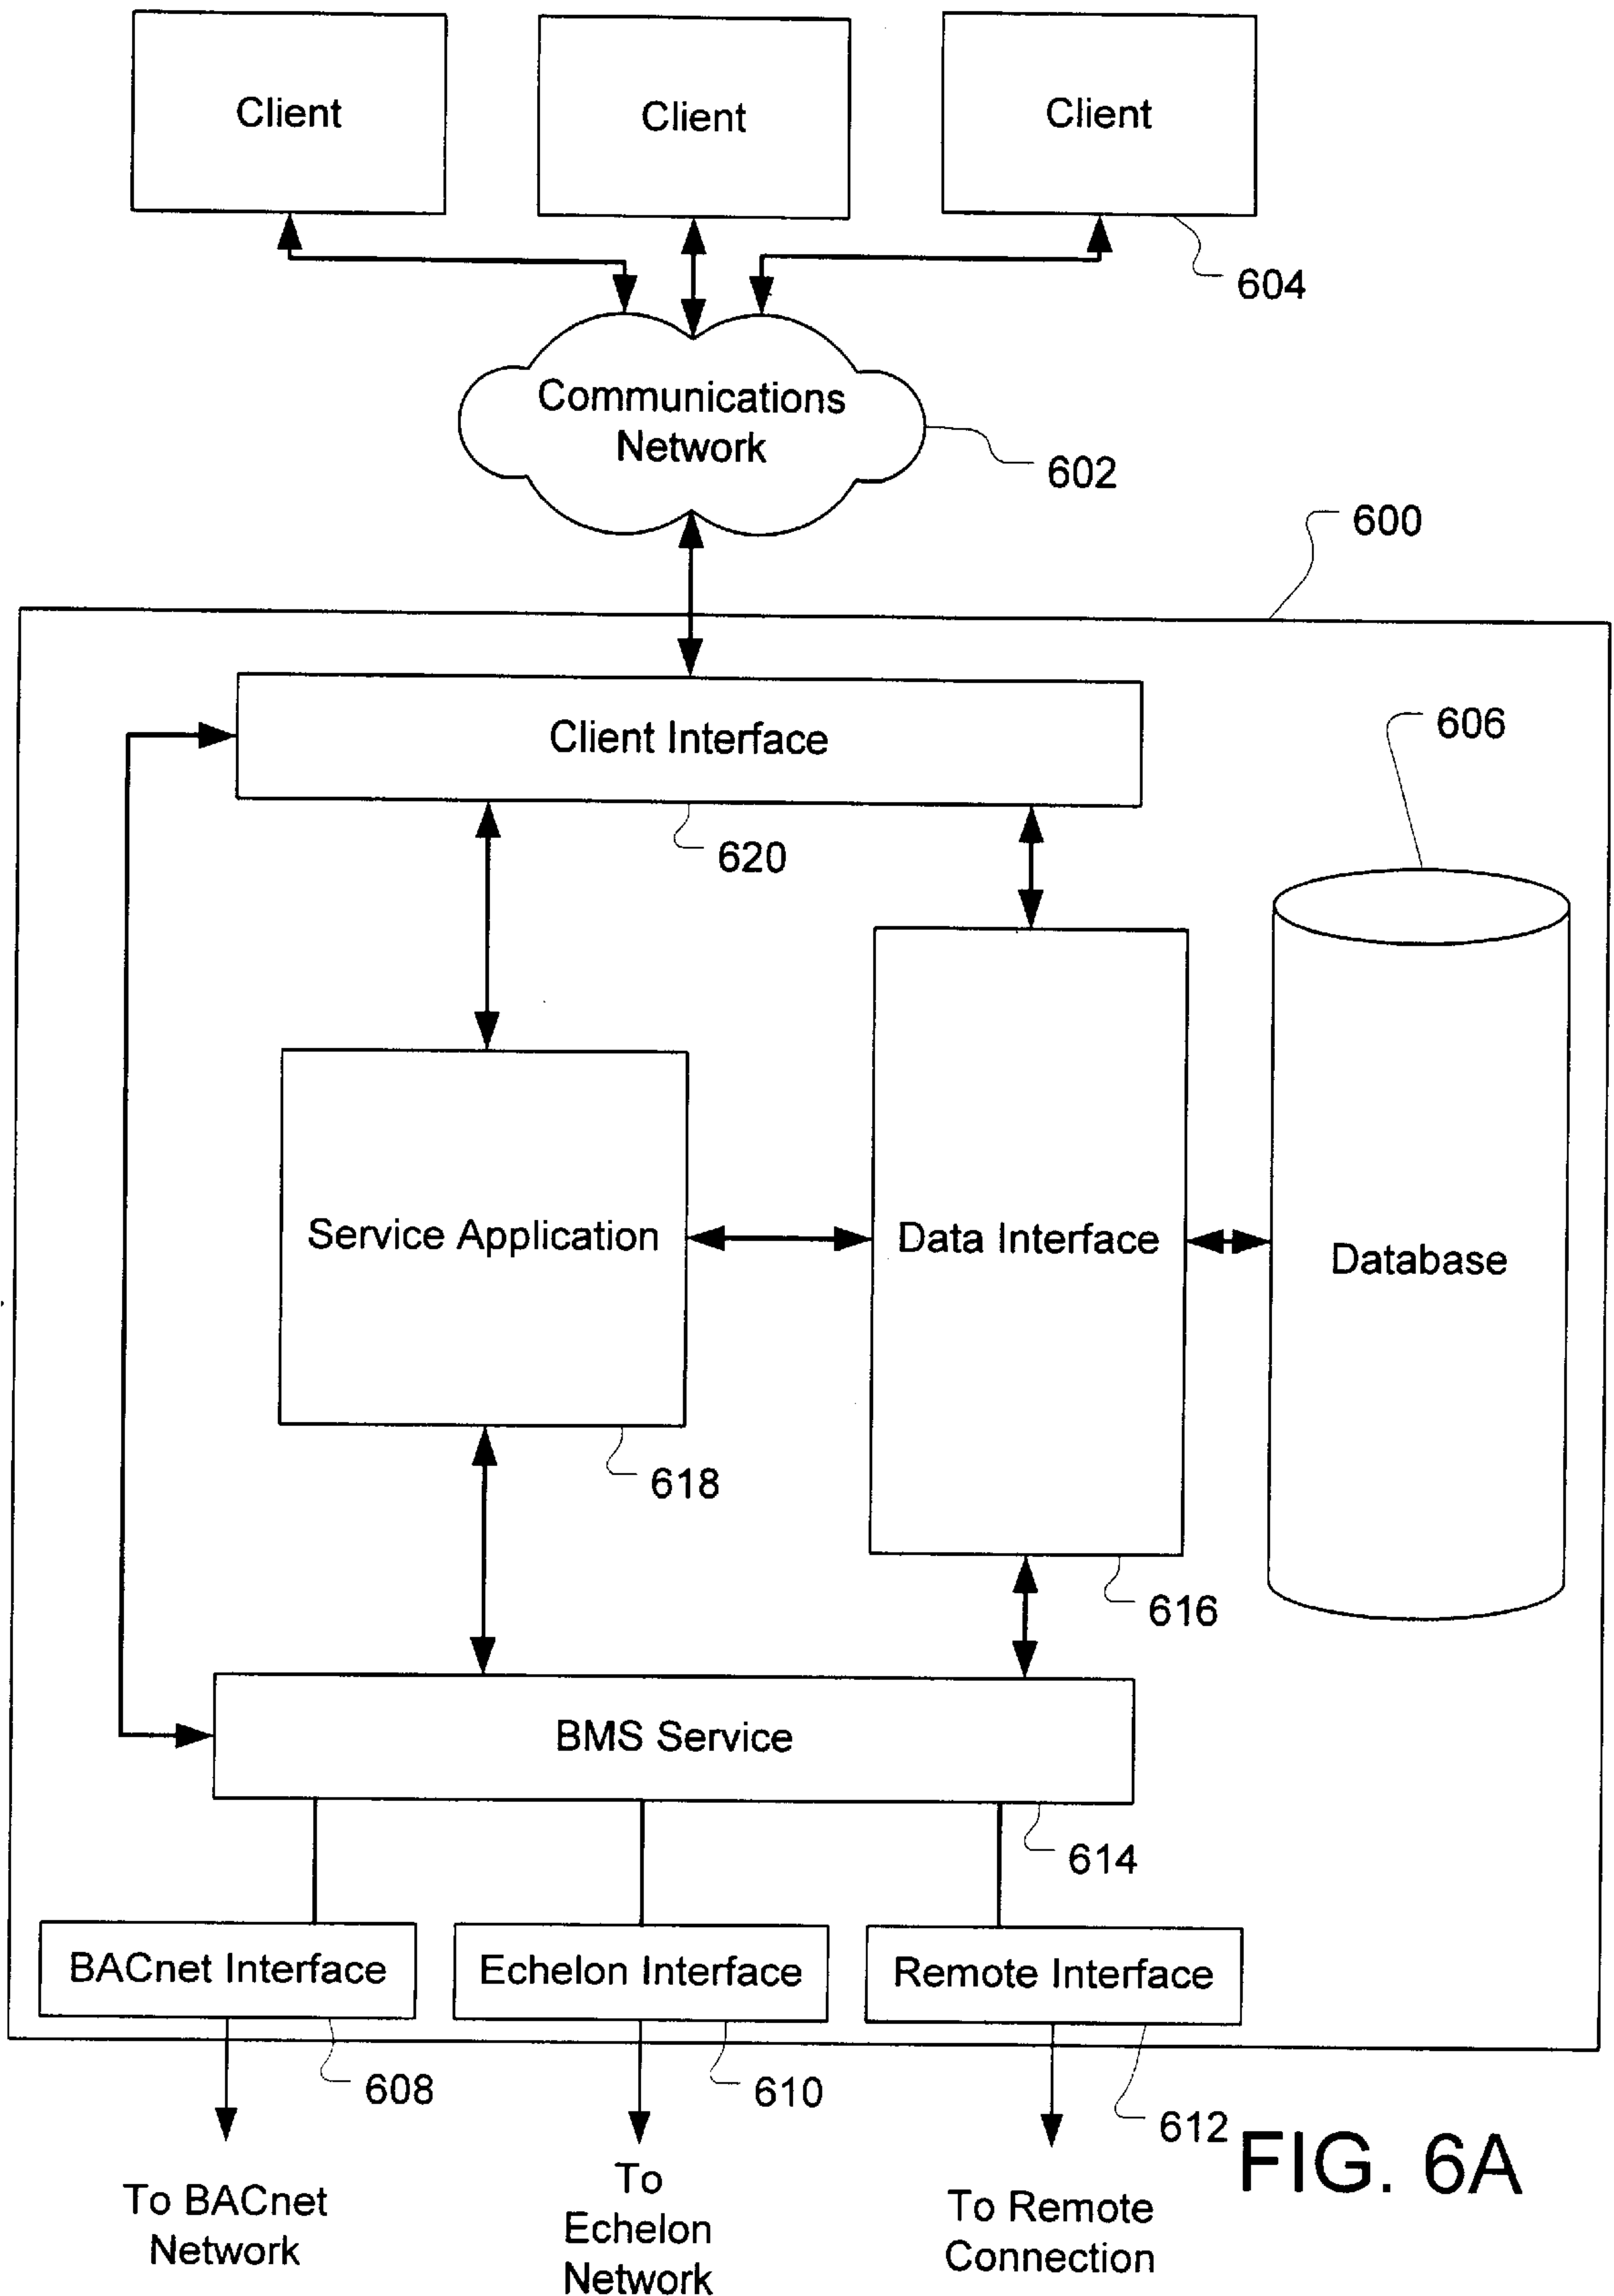 Client
Client
Client
604
Communications
Network
602
600
Client Interface
606
620
Service Application
Data Interface
Database
618
616
BMS Service
614
BACnet Interface
Echelon Interface
Remote Interface
608
610
612
FIG. 6A
To BACnet
Network
To
Echelon
Network
To Remote
Connection